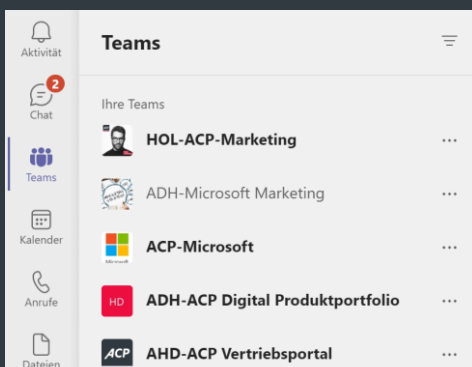 Teams
Aktivität
2
Chat
Ihre Teams
HOL-ACP-Marketing
Teams
ADH-Microsoft Marketing
Kalender
Microsoft
ACP-Microsoft
Anrufe
HD
ADH-ACP Digital Produktportfolio
ACP
AHD-ACP Vertriebsportal
Dateien